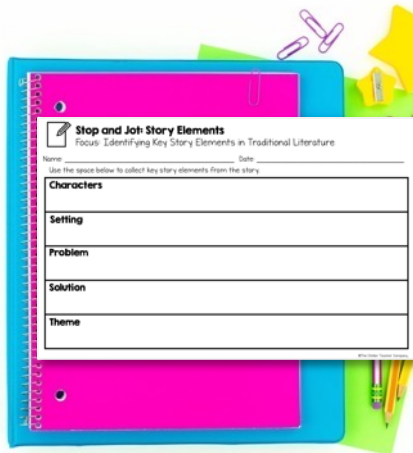 Stop and Jot: Story Elements
Focus: Identifying Key Story Elements in Traditional Literature
Name: Date:
Use the space below to collect key story elements from the story.
Characters
Setting
Problem
Solution
Theme